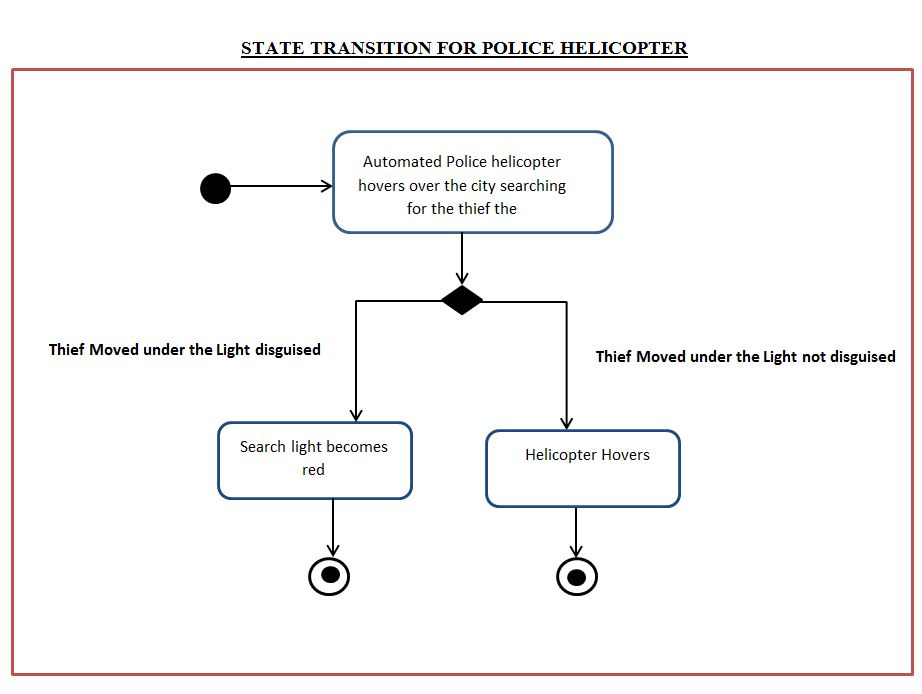 STATE TRANSITION FOR POLICE HELICOPTER
Automated Police helicopter
hovers over the city searching
for the thief the
Thief Moved under the Light disguised
Thief Moved under the Light not disguised
Search light becomes
red
Helicopter Hovers